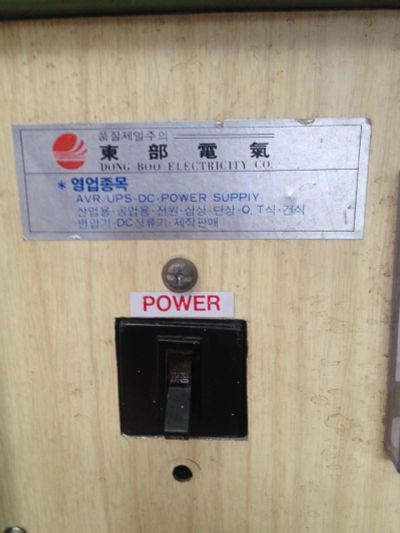 품질제일주의
東部電氣
DONG BOO ELECTRICITY CO.
* 영업종목
AVR/UPS·DC·POWER SUPPIY
산업용·공업용·전원·삼상·단상·O,T식·건식
변압기·DC정류기·제작판매
POWER